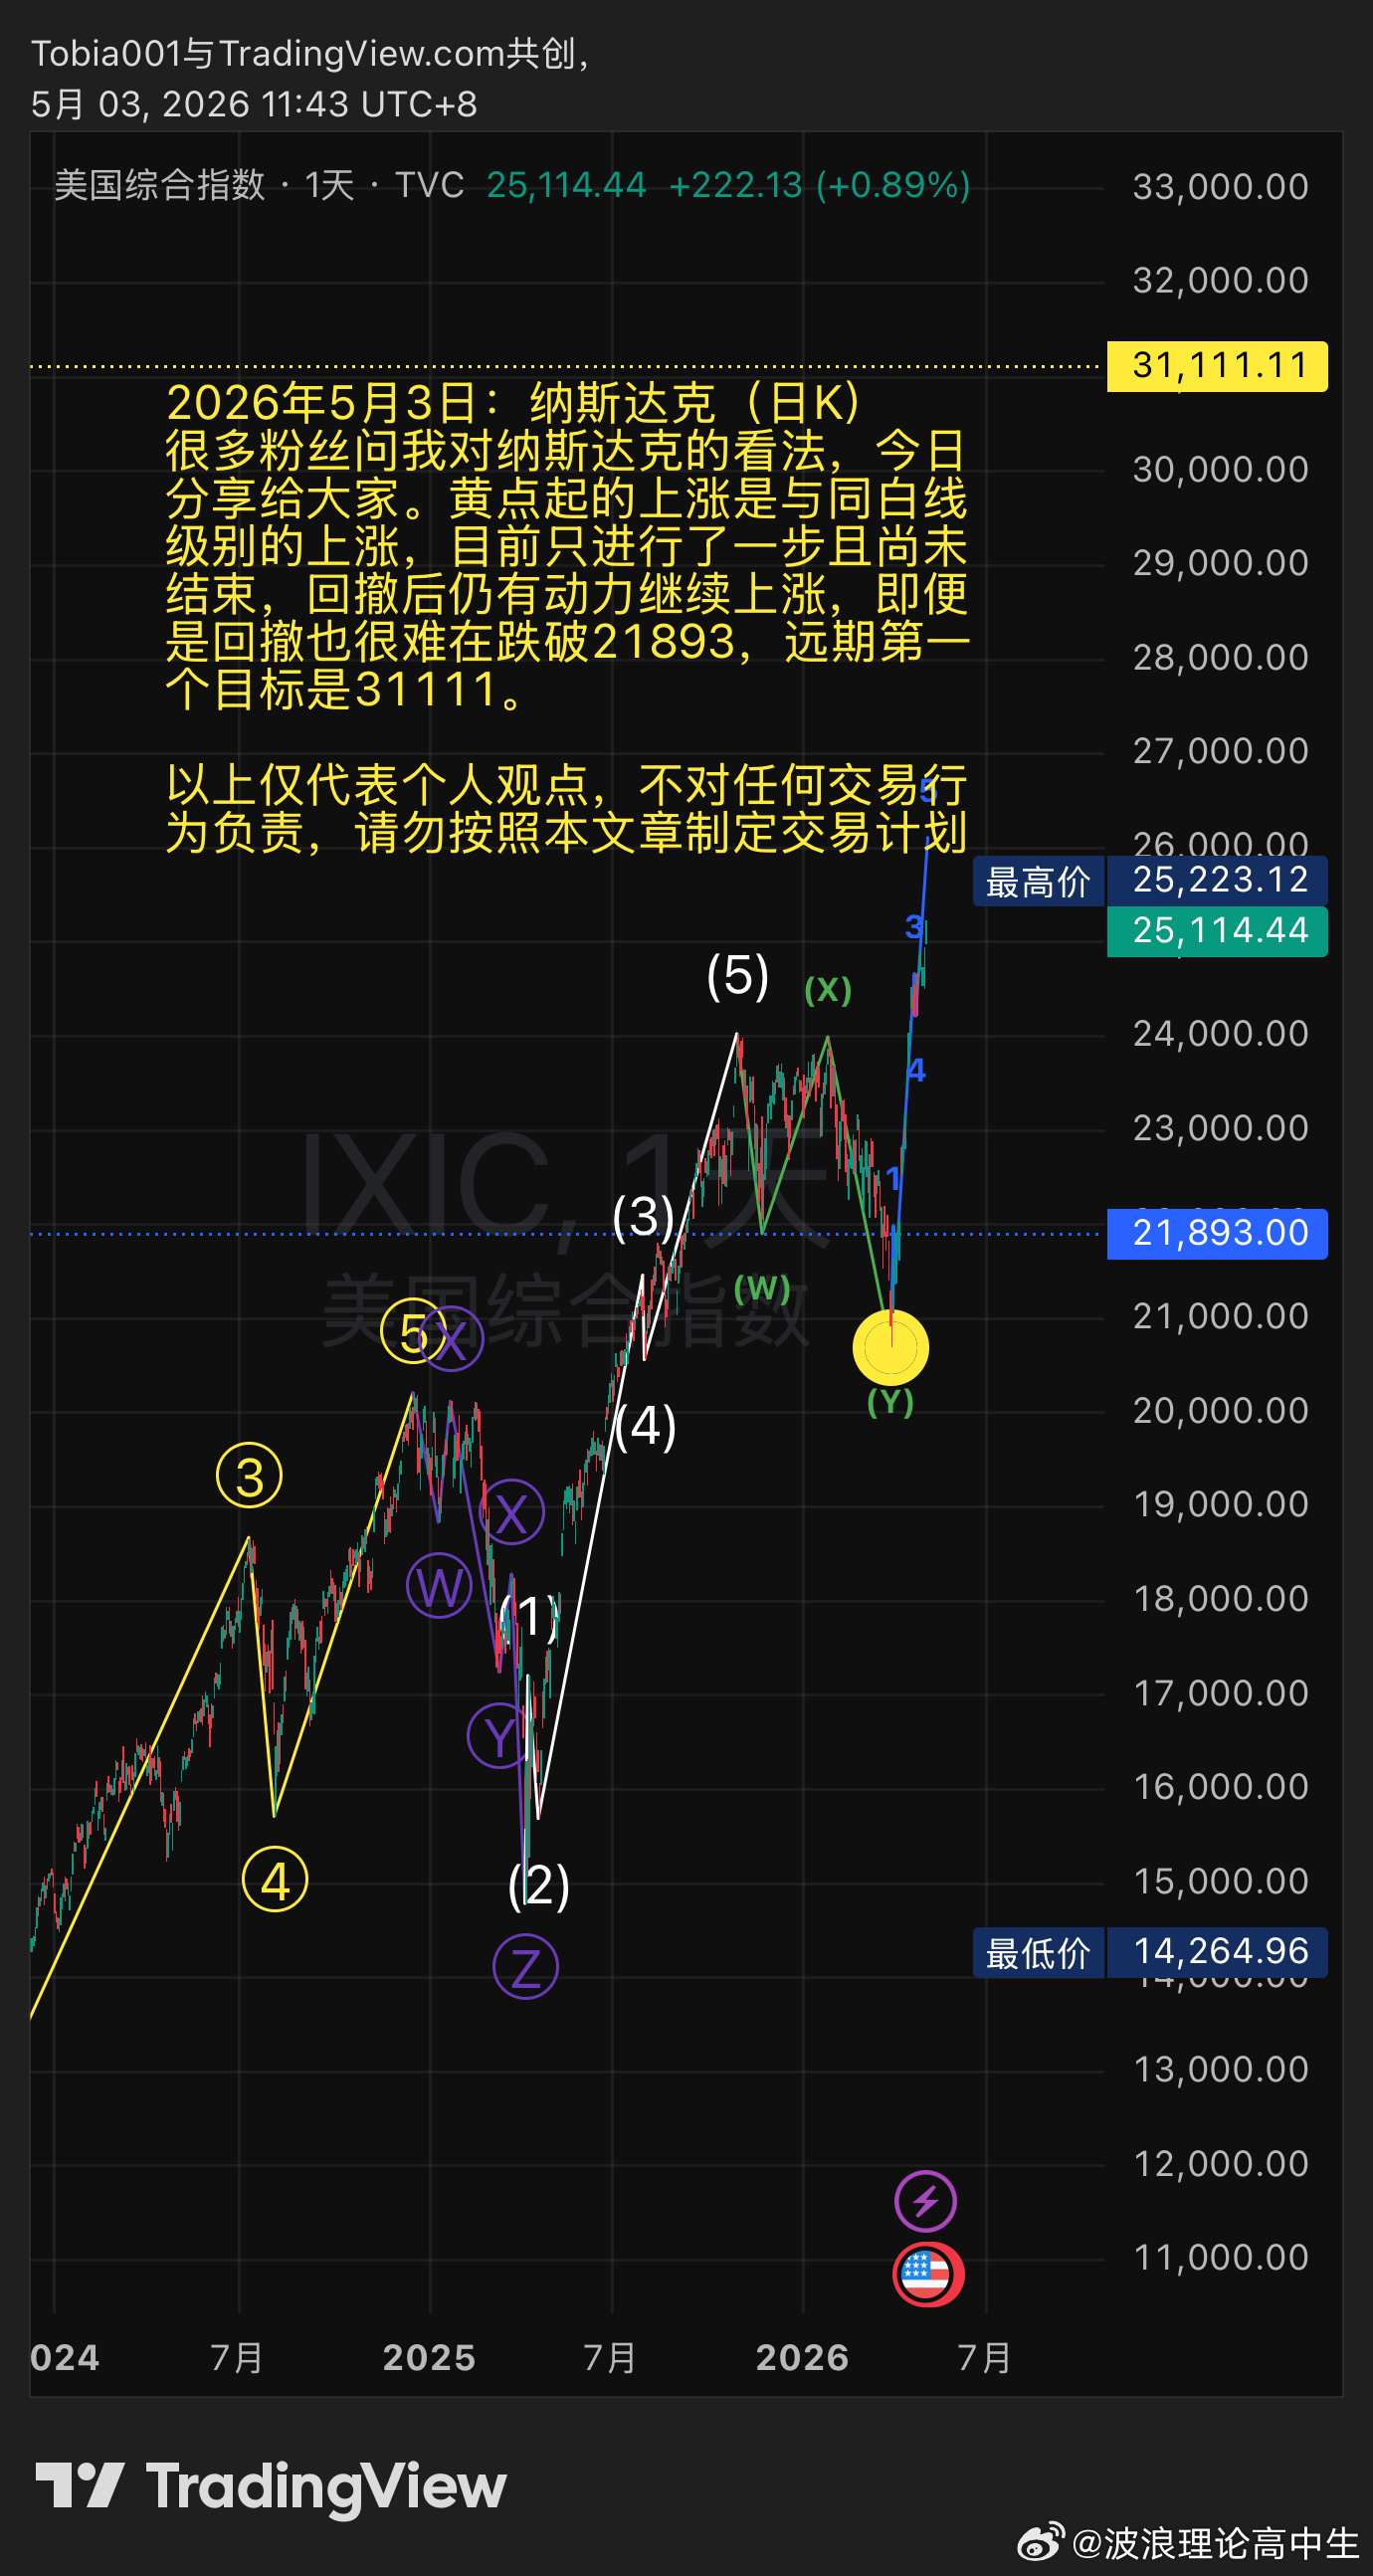 Tobia001与TradingView.com共创,
5月 03, 2026 11:43 UTC+8
美国综合指数 · 1天 · TVC 25,114.44 +222.13 (+0.89%)
33,000.00
32,000.00
31,111.11
2026年5月3日：纳斯达克（日K）
很多粉丝问我对纳斯达克的看法，今日
分享给大家。黄点起的上涨是与同白线
级别的上涨，目前只进行了一步且尚未
结束，回撤后仍有动力继续上涨，即便
是回撤也很难在跌破21893，远期第一
个目标是31111。
以上仅代表个人观点，不对任何交易行
为负责，请勿按照本文章制定交易计划
30,000.00
29,000.00
28,000.00
27,000.00
5
26,000.00
最高价 25,223.12
3
25,114.44
(5)
(X)
24,000.00
4
23,000.00
IXIC, 1天
1
(3)
21,893.00
(W)
美国综合指数
5
X
21,000.00
(Y)
20,000.00
(4)
3
X
19,000.00
W
(1)
18,000.00
17,000.00
Y
16,000.00
4
(2)
15,000.00
Z
最低价 14,264.96
14,000.00
13,000.00
12,000.00
11,000.00
024 7月 2025 7月 2026 7月
TradingView
@波浪理论高中生